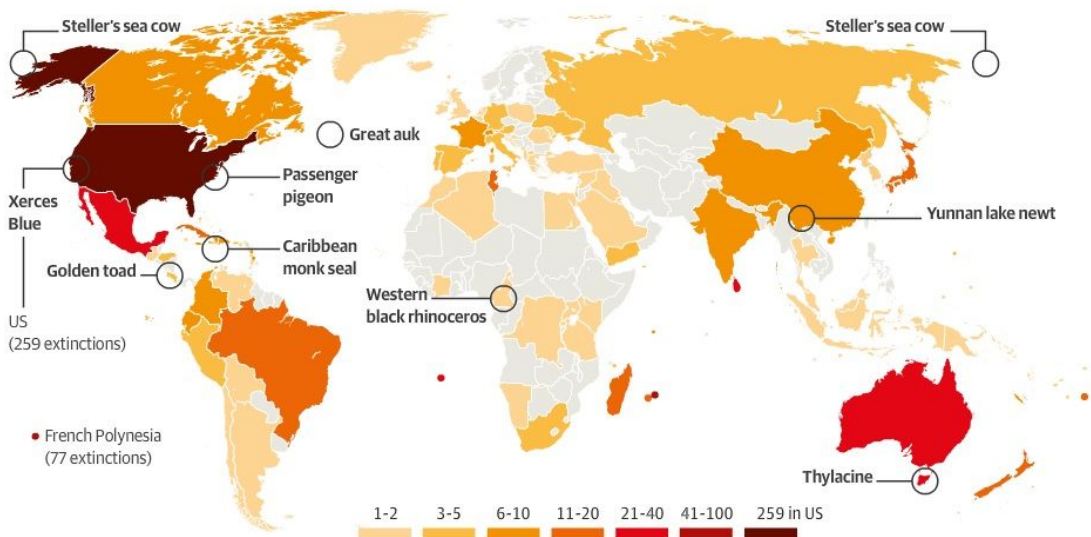 Steller's sea cow
Steller's sea cow
Great auk
Passenger
pigeon
Xerces
Blue
Yunnan lake newt
Caribbean
monk seal
Golden toad
Western
black rhinoceros
US
(259 extinctions)
French Polynesia
(77 extinctions)
Thylacine
1-2 3-5 6-10 11-20 21-40 41-100 259 in US